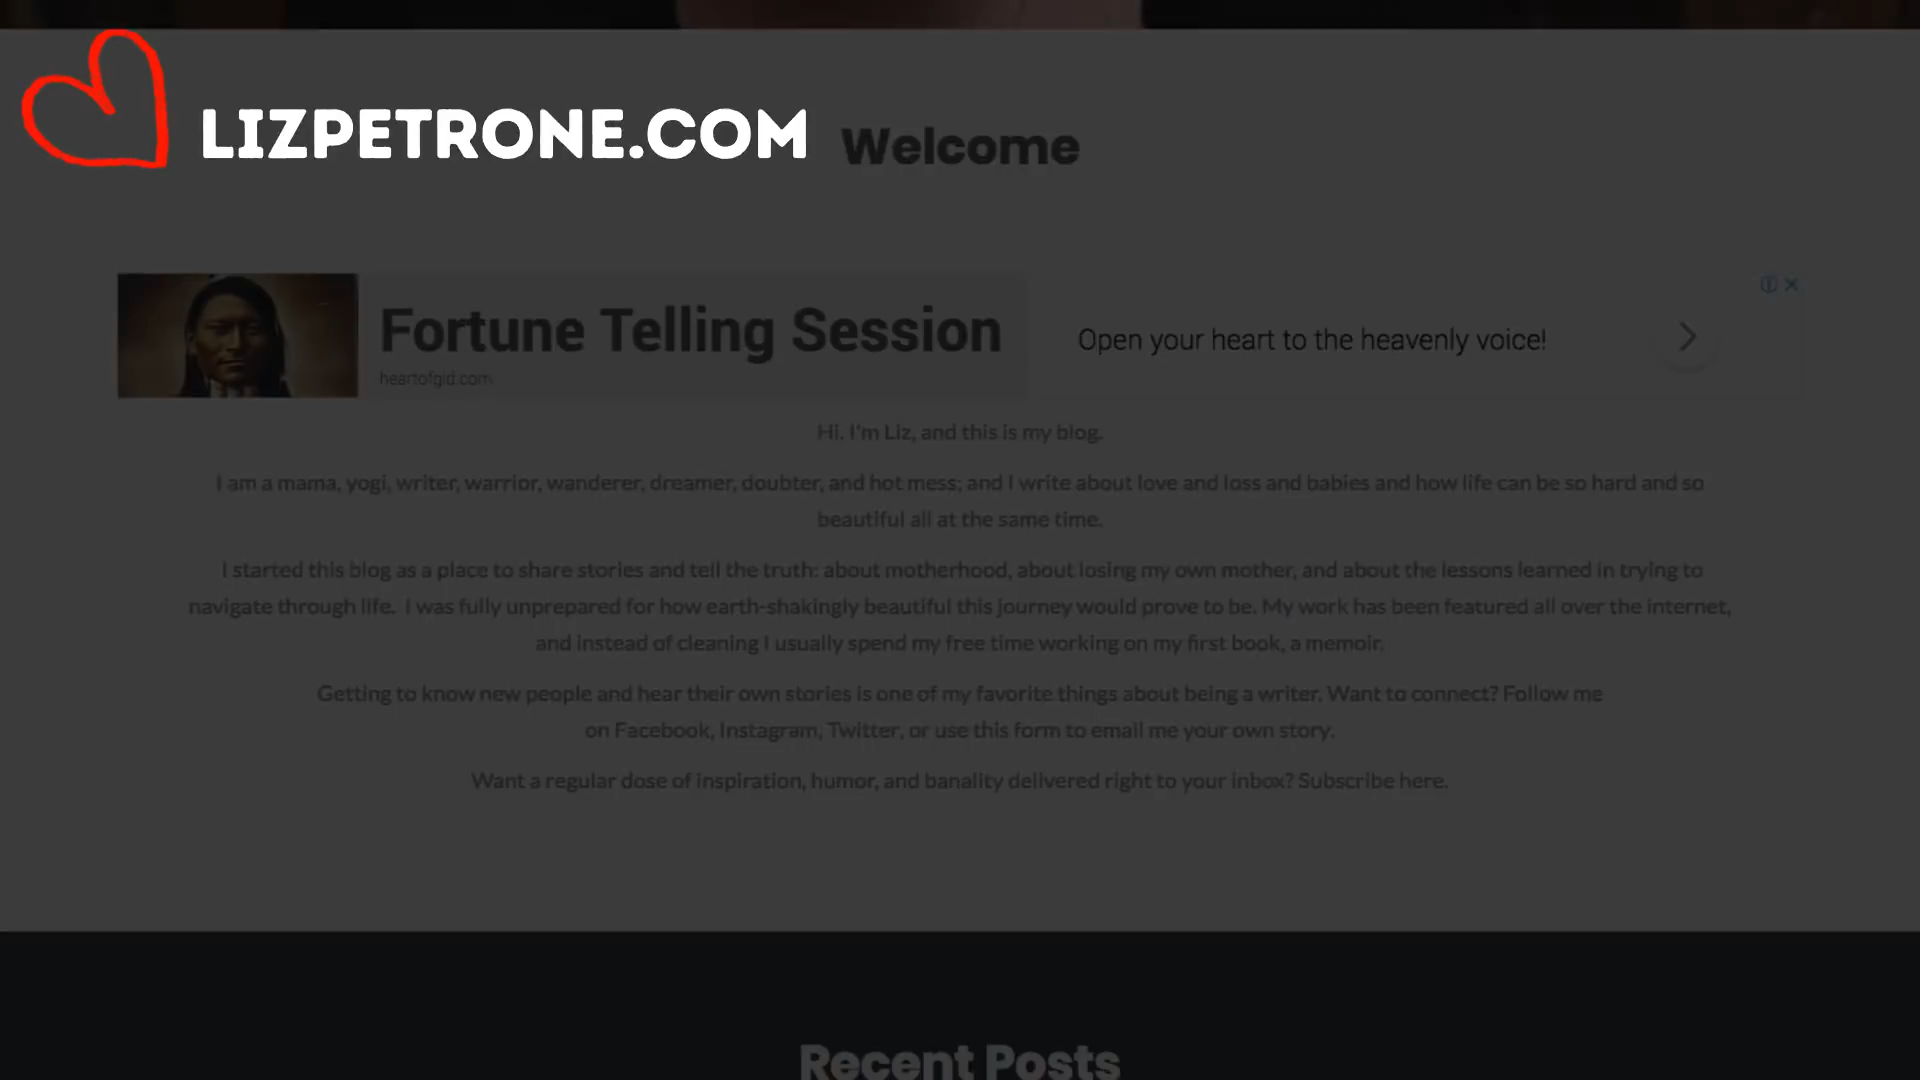 LIZPETRONE.COM
Welcome
Fortune Telling Session
heartofgid.com
Open your heart to the heavenly voice!
Hi. I'm Liz, and this is my blog.
I am a mama, yogi, writer, warrior, wanderer, dreamer, doubter, and hot mess; and I write about love and loss and babies and how life can be so hard and so
beautiful all at the same time.
I started this blog as a place to share stories and tell the truth: about motherhood, about losing my own mother, and about the lessons learned in trying to
navigate through life. I was fully unprepared for how earth-shakingly beautiful this journey would prove to be. My work has been featured all over the internet,
and instead of cleaning I usually spend my free time working on my first book, a memoir.
Getting to know new people and hear their own stories is one of my favorite things about being a writer. Want to connect? Follow me
on Facebook, Instagram, Twitter, or use this form to email me your own story.
Want a regular dose of inspiration, humor, and banality delivered right to your inbox? Subscribe here.
Recent Posts